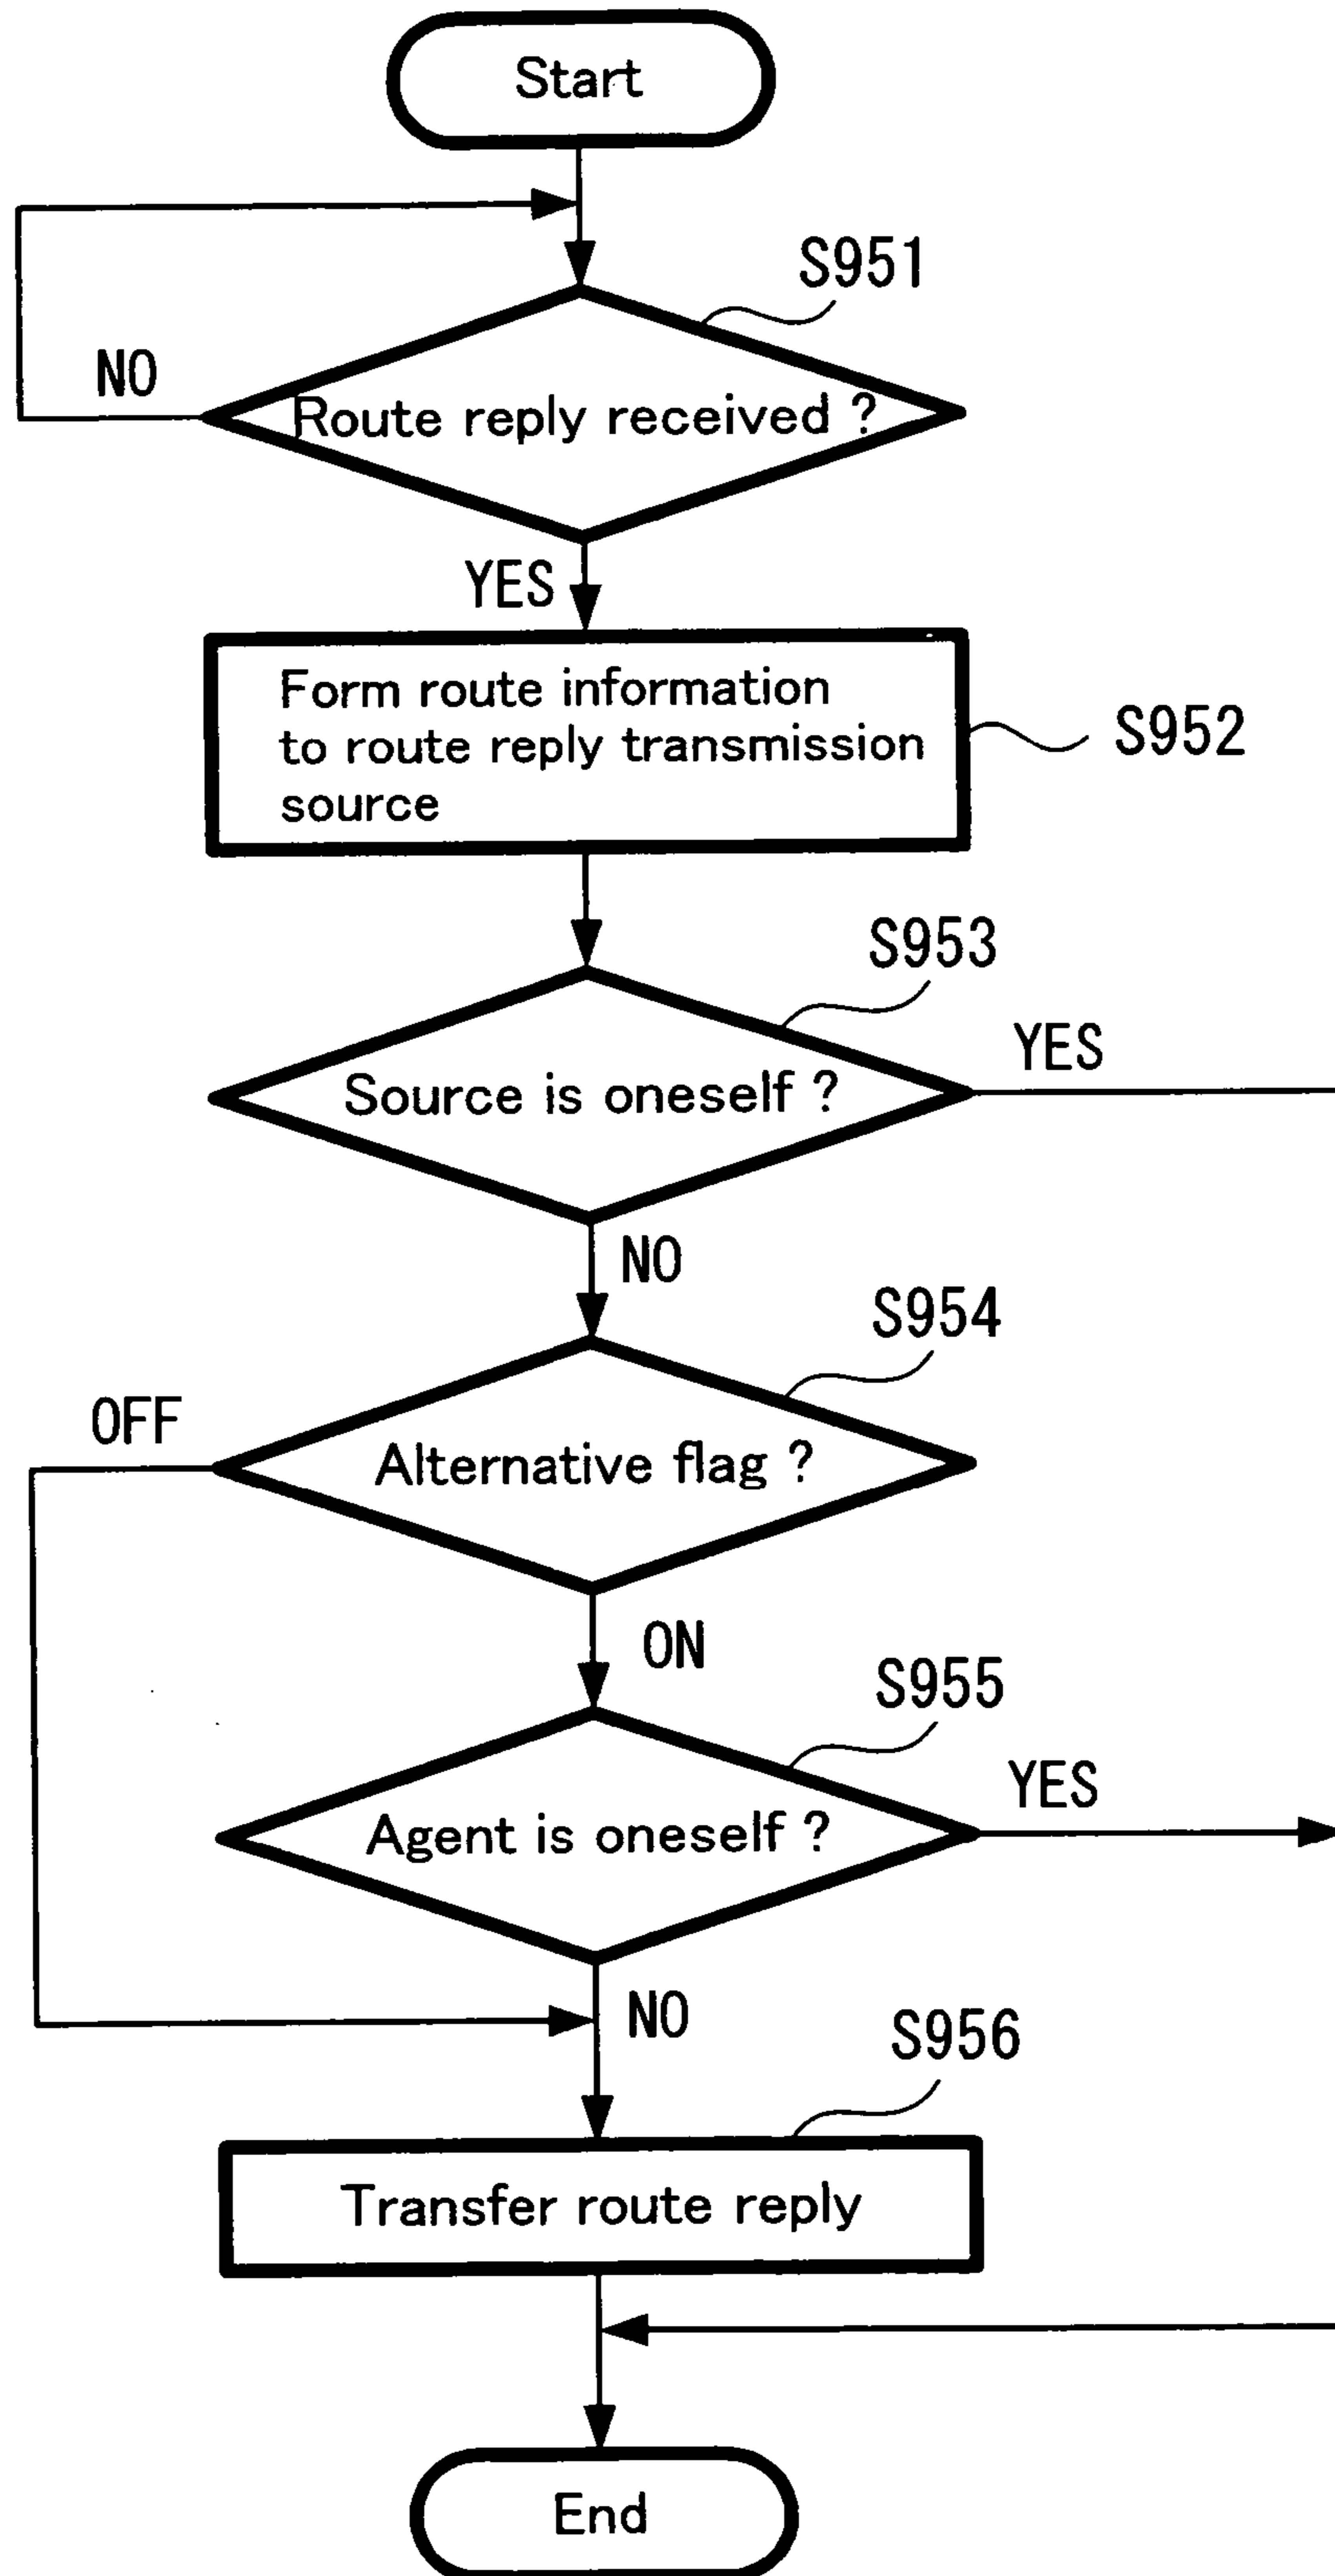 Start
S951
NO
Route reply received ?
YES
Form route information
to route reply transmission
source
S952
S953
YES
Source is oneself ?
NO
S954
OFF
Alternative flag ?
ON
S955
YES
Agent is oneself ?
NO
S956
Transfer route reply
End